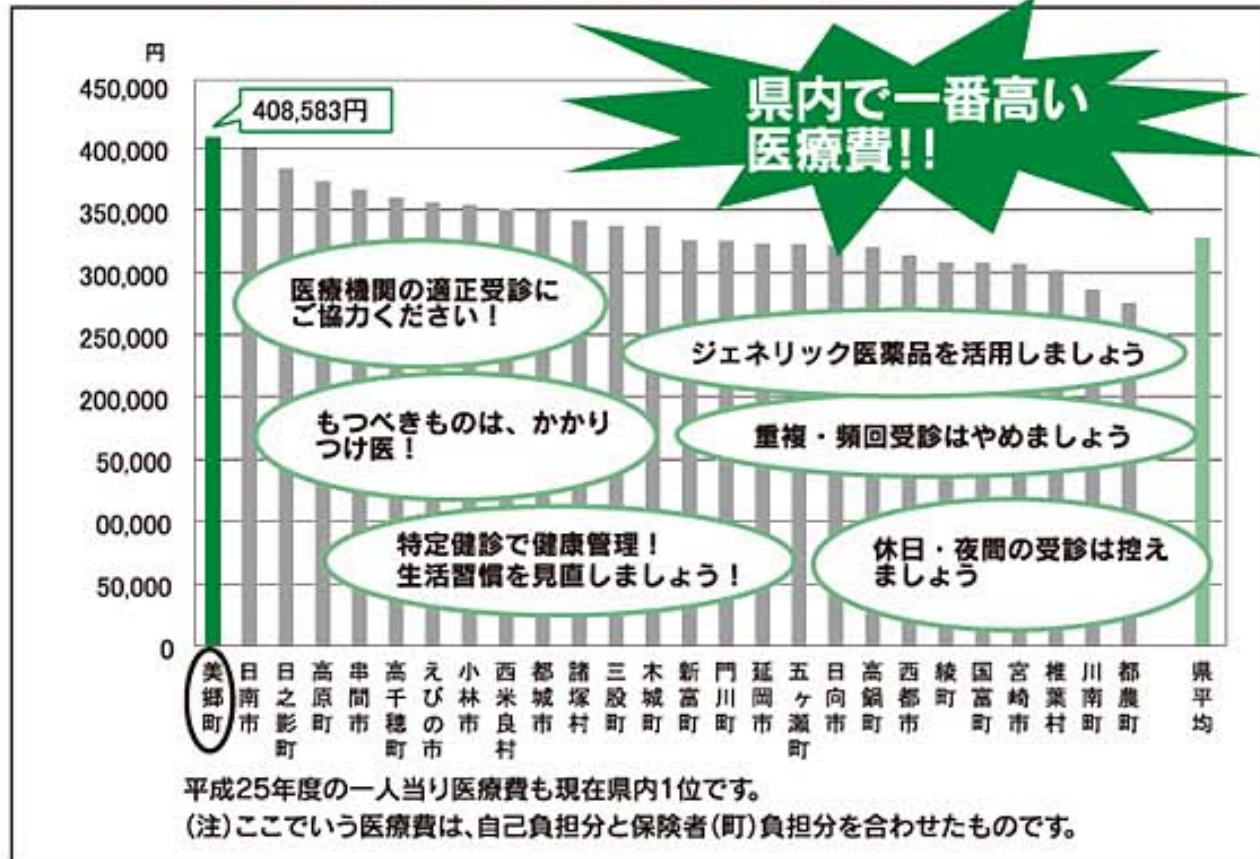 円
県内で一番高い
医療費!!
450,000
408,583円
400,000
350,000
300,000
250,000
200,000
50,000
00,000
50,000
0
医療機関の適正受診に
ご協力ください！
ジェネリック医薬品を活用しましょう
もつべきものは、かかり
つけ医！
重複・頻回受診はやめましょう
特定健診で健康管理！
生活習慣を見直しましょう！
休日・夜間の受診は控え
ましょう
美郷町
日南市
日之影町
高原町
串間市
高千穂町
えびの市
小林市
西米良村
都城市
諸塚村
三股町
木城町
新富町
門川町
延岡市
五ヶ瀬町
日向市
高鍋町
西都市
綾町
国富町
宮崎市
椎葉村
川南町
都農町
県平均
平成25年度の一人当り医療費も現在県内1位です。
(注)ここでいう医療費は、自己負担分と保険者(町)負担分を合わせたものです。